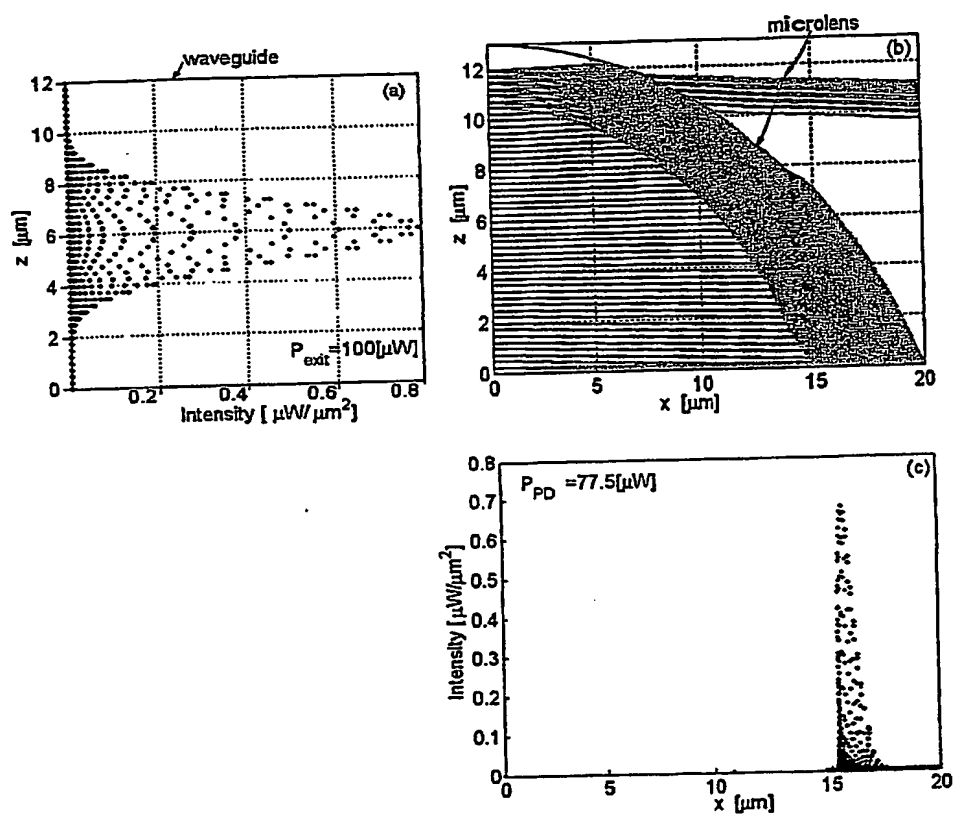 waveguide
(a)
12
10
8
6
4
2
0
z [μm]
P_exit=100[μW]
0.2 0.4 0.6 0.8
Intensity [ μW/ μm²]
microlens
(b)
12
10
8
6
4
2
0
z [μm]
5 10 15 20
x [μm]
(c)
P_PD =77.5[μW]
0.8
0.7
0.6
0.5
0.4
0.3
0.2
0.1
0
Intensity [μW/μm²]
0 5 10 15 20
x [μm]